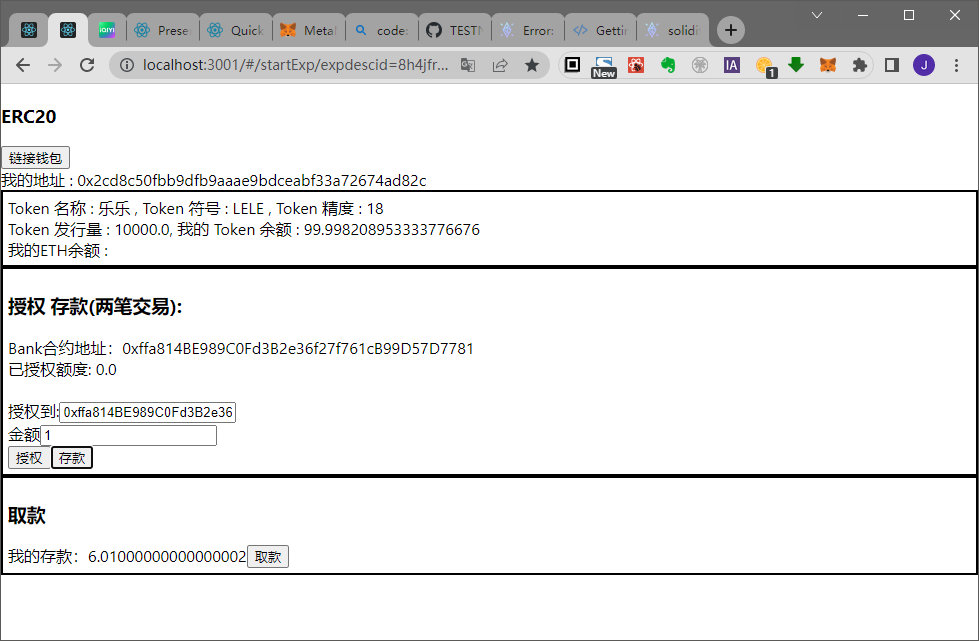 IQIYI
Prese
Quick
Meta
code:
TESTN
Error:
Gettin
solidi
localhost:3001/#/startExp/expdescid=8h4jfr...
New
IA
1
J
ERC20
链接钱包
我的地址 : 0x2cd8c50fbb9dfb9aaae9bdceabf33a72674ad82c
Token 名称 : 乐乐 , Token 符号 : LELE , Token 精度 : 18
Token 发行量 : 10000.0, 我的 Token 余额 : 99.998208953333776676
我的ETH余额 :
授权 存款(两笔交易):
Bank合约地址：0xffa814BE989C0Fd3B2e36f27f761cB99D57D7781
已授权额度: 0.0
授权到:0xffa814BE989C0Fd3B2e36
金额1
授权 存款
取款
我的存款：6.01000000000000002 取款